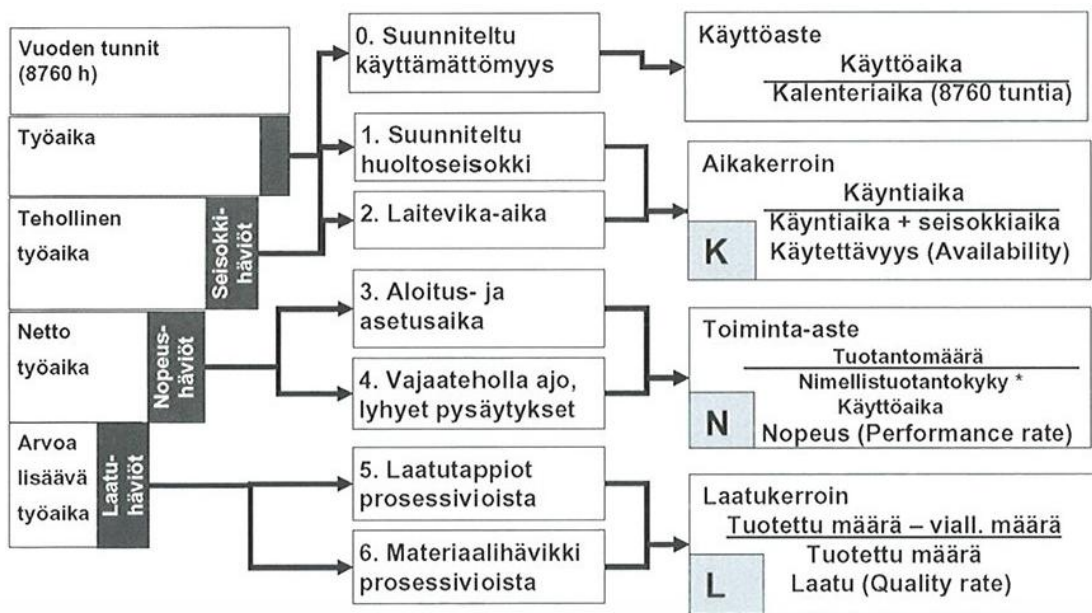 Vuoden tunnit
(8760 h)
Työaika
Tehollinen
työaika
Seisokki-
häviöt
Netto
työaika
Nopeus-
häviöt
Arvoa
lisäävä
työaika
Laatu-
häviöt
0. Suunniteltu
käyttämättömyys
1. Suunniteltu
huoltoseisokki
2. Laitevika-aika
3. Aloitus- ja
asetusaika
4. Vajaateholla ajo,
lyhyet pysäytykset
5. Laatutappiot
prosessivioista
6. Materiaalihävikki
prosessivioista
Käyttöaste
Käyttöaika
Kalenteriaika (8760 tuntia)
Aikakerroin
Käyntiaika
Käyntiaika + seisokkiaika
K
Käytettävyys (Availability)
Toiminta-aste
Tuotantomäärä
Nimellistuotantokyky *
Käyttöaika
N
Nopeus (Performance rate)
Laatukerroin
Tuotettu määrä – viall. määrä
Tuotettu määrä
L
Laatu (Quality rate)